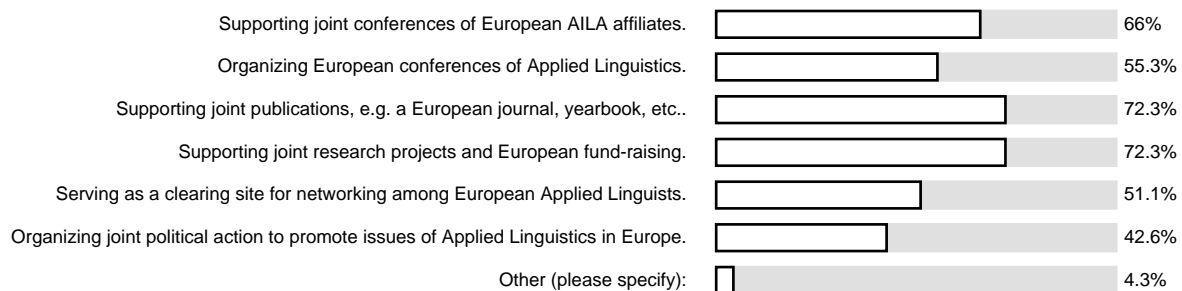 Supporting joint conferences of European AILA affiliates. 66%
Organizing European conferences of Applied Linguistics. 55.3%
Supporting joint publications, e.g. a European journal, yearbook, etc.. 72.3%
Supporting joint research projects and European fund-raising. 72.3%
Serving as a clearing site for networking among European Applied Linguists. 51.1%
Organizing joint political action to promote issues of Applied Linguistics in Europe. 42.6%
Other (please specify): 4.3%